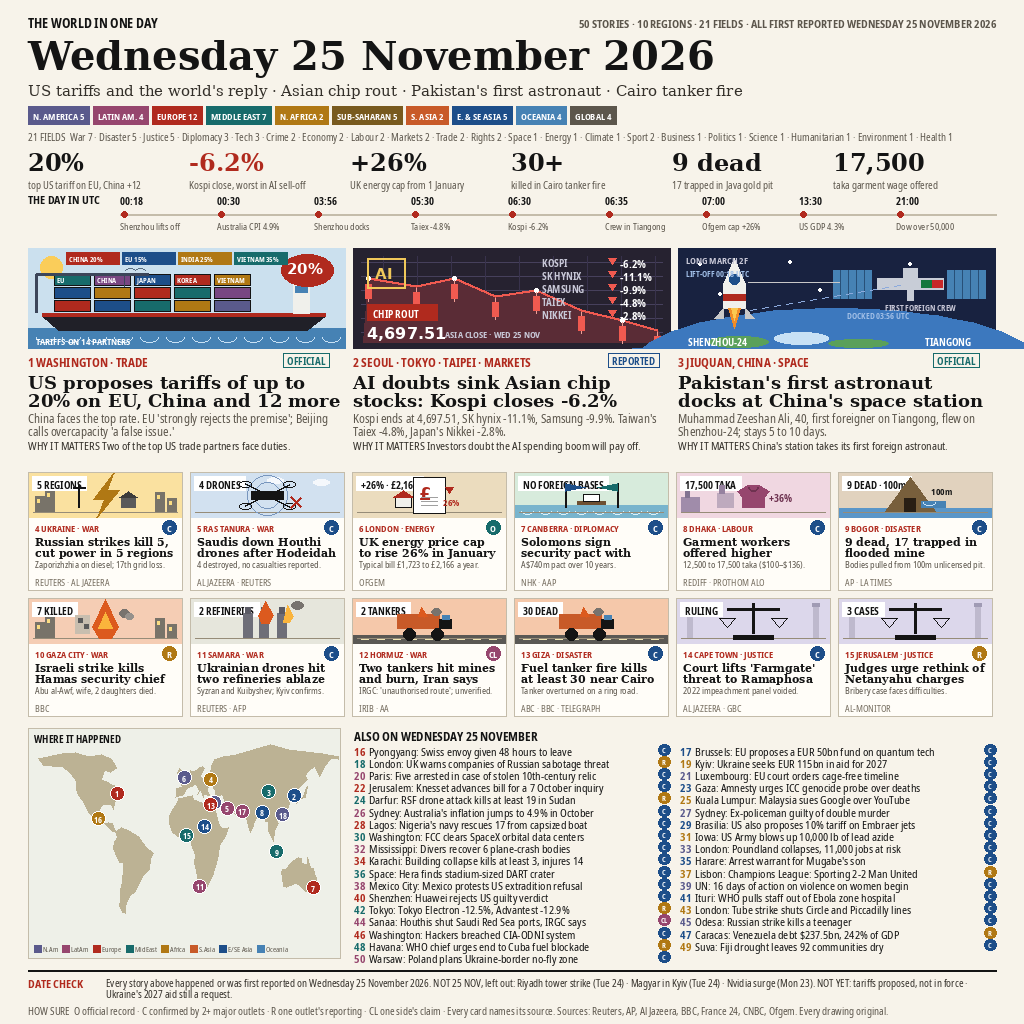 THE WORLD IN ONE DAY
50 STORIES · 10 REGIONS · 21 FIELDS · ALL FIRST REPORTED WEDNESDAY 25 NOVEMBER 2026
Wednesday 25 November 2026
US tariffs and the world's reply · Asian chip rout · Pakistan's first astronaut · Cairo tanker fire
N. AMERICA 5
LATIN AM. 4
EUROPE 12
MIDDLE EAST 7
N. AFRICA 2
SUB-SAHARAN 5
S. ASIA 2
E. & SE ASIA 5
OCEANIA 4
GLOBAL 4
21 FIELDS War 7 · Disaster 5 · Justice 5 · Diplomacy 3 · Tech 3 · Crime 2 · Economy 2 · Labour 2 · Markets 2 · Trade 2 · Rights 2 · Space 1 · Energy 1 · Climate 1 · Sport 2 · Business 1 · Politics 1 · Science 1 · Humanitarian 1 · Environment 1 · Health 1
20%
top US tariff on EU, China +12
-6.2%
Kospi close, worst in AI sell-off
+26%
UK energy cap from 1 January
30+
killed in Cairo tanker fire
9 dead
17 trapped in Java gold pit
17,500
taka garment wage offered
THE DAY IN UTC
00:18
00:30
03:56
05:30
06:30
06:35
07:00
13:30
21:00
Shenzhou lifts off
Australia CPI 4.9%
Shenzhou docks
Taiex -4.8%
Kospi -6.2%
Crew in Tiangong
Ofgem cap +26%
US GDP 4.3%
Dow over 50,000
CHINA 20%
EU 15%
INDIA 25%
VIETNAM 35%
20%
EU
CHINA
JAPAN
KOREA
VIETNAM
TARIFFS ON 14 PARTNERS
AI
KOSPI -6.2%
SK HYNIX -11.1%
SAMSUNG -9.9%
TAIEX -4.8%
NIKKEI -2.8%
CHIP ROUT
4,697.51
ASIA CLOSE · WED 25 NOV
LONG MARCH 2F
LIFT-OFF 00:18 UTC
FIRST FOREIGN CREW
DOCKED 03:56 UTC
SHENZHOU-24
TIANGONG
1 WASHINGTON · TRADE
OFFICIAL
US proposes tariffs of up to
20% on EU, China and 12 more
China faces the top rate. EU 'strongly rejects the premise'; Beijing
calls overcapacity 'a false issue.'
WHY IT MATTERS Two of the top US trade partners face duties.
2 SEOUL · TOKYO · TAIPEI · MARKETS
REPORTED
AI doubts sink Asian chip
stocks: Kospi closes -6.2%
Kospi ends at 4,697.51, SK hynix -11.1%, Samsung -9.9%. Taiwan's
Taiex -4.8%, Japan's Nikkei -2.8%.
WHY IT MATTERS Investors doubt the AI spending boom will pay off.
3 JIUQUAN, CHINA · SPACE
OFFICIAL
Pakistan's first astronaut
docks at China's space station
Muhammad Zeeshan Ali, 40, first foreigner on Tiangong, flew on
Shenzhou-24; stays 5 to 10 days.
WHY IT MATTERS China's station takes its first foreign astronaut.
5 REGIONS
4 UKRAINE · WAR
C
Russian strikes kill 5,
cut power in 5 regions
Zaporizhzhia on diesel; 17th grid loss.
REUTERS · AL JAZEERA
4 DRONES
5 RAS TANURA · WAR
C
Saudis down Houthi
drones after Hodeidah
4 destroyed, no casualties reported.
AL JAZEERA · REUTERS
+26% · £2,16
£
26%
6 LONDON · ENERGY
O
UK energy price cap
to rise 26% in January
Typical bill £1,723 to £2,166 a year.
OFGEM
NO FOREIGN BASES
7 CANBERRA · DIPLOMACY
C
Solomons sign
security pact with
A$740m pact over 10 years.
NHK · AAP
17,500 TAKA
+36%
8 DHAKA · LABOUR
C
Garment workers
offered higher
12,500 to 17,500 taka ($100–$136).
REDIFF · PROTHOM ALO
9 DEAD · 100m
100m
9 BOGOR · DISASTER
C
9 dead, 17 trapped in
flooded mine
Bodies pulled from 100m unlicensed pit.
AP · LA TIMES
7 KILLED
10 GAZA CITY · WAR
R
Israeli strike kills
Hamas security chief
Abu al-Awf, wife, 2 daughters died.
BBC
2 REFINERIES
11 SAMARA · WAR
C
Ukrainian drones hit
two refineries ablaze
Syzran and Kuibyshev; Kyiv confirms.
REUTERS · AFP
2 TANKERS
12 HORMUZ · WAR
CL
Two tankers hit mines
and burn, Iran says
IRGC: 'unauthorised route'; unverified.
IRIB · AA
30 DEAD
13 GIZA · DISASTER
C
Fuel tanker fire kills
at least 30 near Cairo
Tanker overturned on a ring road.
ABC · BBC · TELEGRAPH
RULING
14 CAPE TOWN · JUSTICE
C
Court lifts 'Farmgate'
threat to Ramaphosa
2022 impeachment panel voided.
AL JAZEERA · GBC
3 CASES
15 JERUSALEM · JUSTICE
R
Judges urge rethink of
Netanyahu charges
Bribery case faces difficulties.
AL-MONITOR
WHERE IT HAPPENED
1
16
6
4
13
5
17
14
15
3
2
8
18
9
11
7
N.Am
LatAm
Europe
MidEast
Africa
S.Asia
E/SE Asia
Oceania
ALSO ON WEDNESDAY 25 NOVEMBER
16 Pyongyang: Swiss envoy given 48 hours to leave
18 London: UK warns companies of Russian sabotage threat
20 Paris: Five arrested in case of stolen 10th-century relic
22 Jerusalem: Knesset advances bill for a 7 October inquiry
24 Darfur: RSF drone attack kills at least 19 in Sudan
26 Sydney: Australia's inflation jumps to 4.9% in October
28 Lagos: Nigeria's navy rescues 17 from capsized boat
30 Washington: FCC clears SpaceX orbital data centers
32 Mississippi: Divers recover 6 plane-crash bodies
34 Karachi: Building collapse kills at least 3, injures 14
36 Space: Hera finds stadium-sized DART crater
38 Mexico City: Mexico protests US extradition refusal
40 Shenzhen: Huawei rejects US guilty verdict
42 Tokyo: Tokyo Electron -12.5%, Advantest -12.9%
44 Sanaa: Houthis shut Saudi Red Sea ports, IRGC says
46 Washington: Hackers breached CIA-ODNI system
48 Havana: WHO chief urges end to Cuba fuel blockade
50 Warsaw: Poland plans Ukraine-border no-fly zone
17 Brussels: EU proposes a EUR 50bn fund on quantum tech
19 Kyiv: Ukraine seeks EUR 115bn in aid for 2027
21 Luxembourg: EU court orders cage-free timeline
23 Gaza: Amnesty urges ICC genocide probe over deaths
25 Kuala Lumpur: Malaysia sues Google over YouTube
27 Sydney: Ex-policeman guilty of double murder
29 Brasilia: US also proposes 10% tariff on Embraer jets
31 Iowa: US Army blows up 10,000 lb of lead azide
33 London: Poundland collapses, 11,000 jobs at risk
35 Harare: Arrest warrant for Mugabe's son
37 Lisbon: Champions League: Sporting 2-2 Man United
39 UN: 16 days of action on violence on women begin
41 Ituri: WHO pulls staff out of Ebola zone hospital
43 London: Tube strike shuts Circle and Piccadilly lines
45 Odesa: Russian strike kills a teenager
47 Caracas: Venezuela debt $237.5bn, 242% of GDP
49 Suva: Fiji drought leaves 92 communities dry
DATE CHECK
Every story above happened or was first reported on Wednesday 25 November 2026. NOT 25 NOV, left out: Riyadh tower strike (Tue 24) · Magyar in Kyiv (Tue 24) · Nvidia surge (Mon 23). NOT YET: tariffs proposed, not in force ·
Ukraine's 2027 aid still a request.
HOW SURE O official record · C confirmed by 2+ major outlets · R one outlet's reporting · CL one side's claim · Every card names its source. Sources: Reuters, AP, Al Jazeera, BBC, France 24, CNBC, Ofgem. Every drawing original.